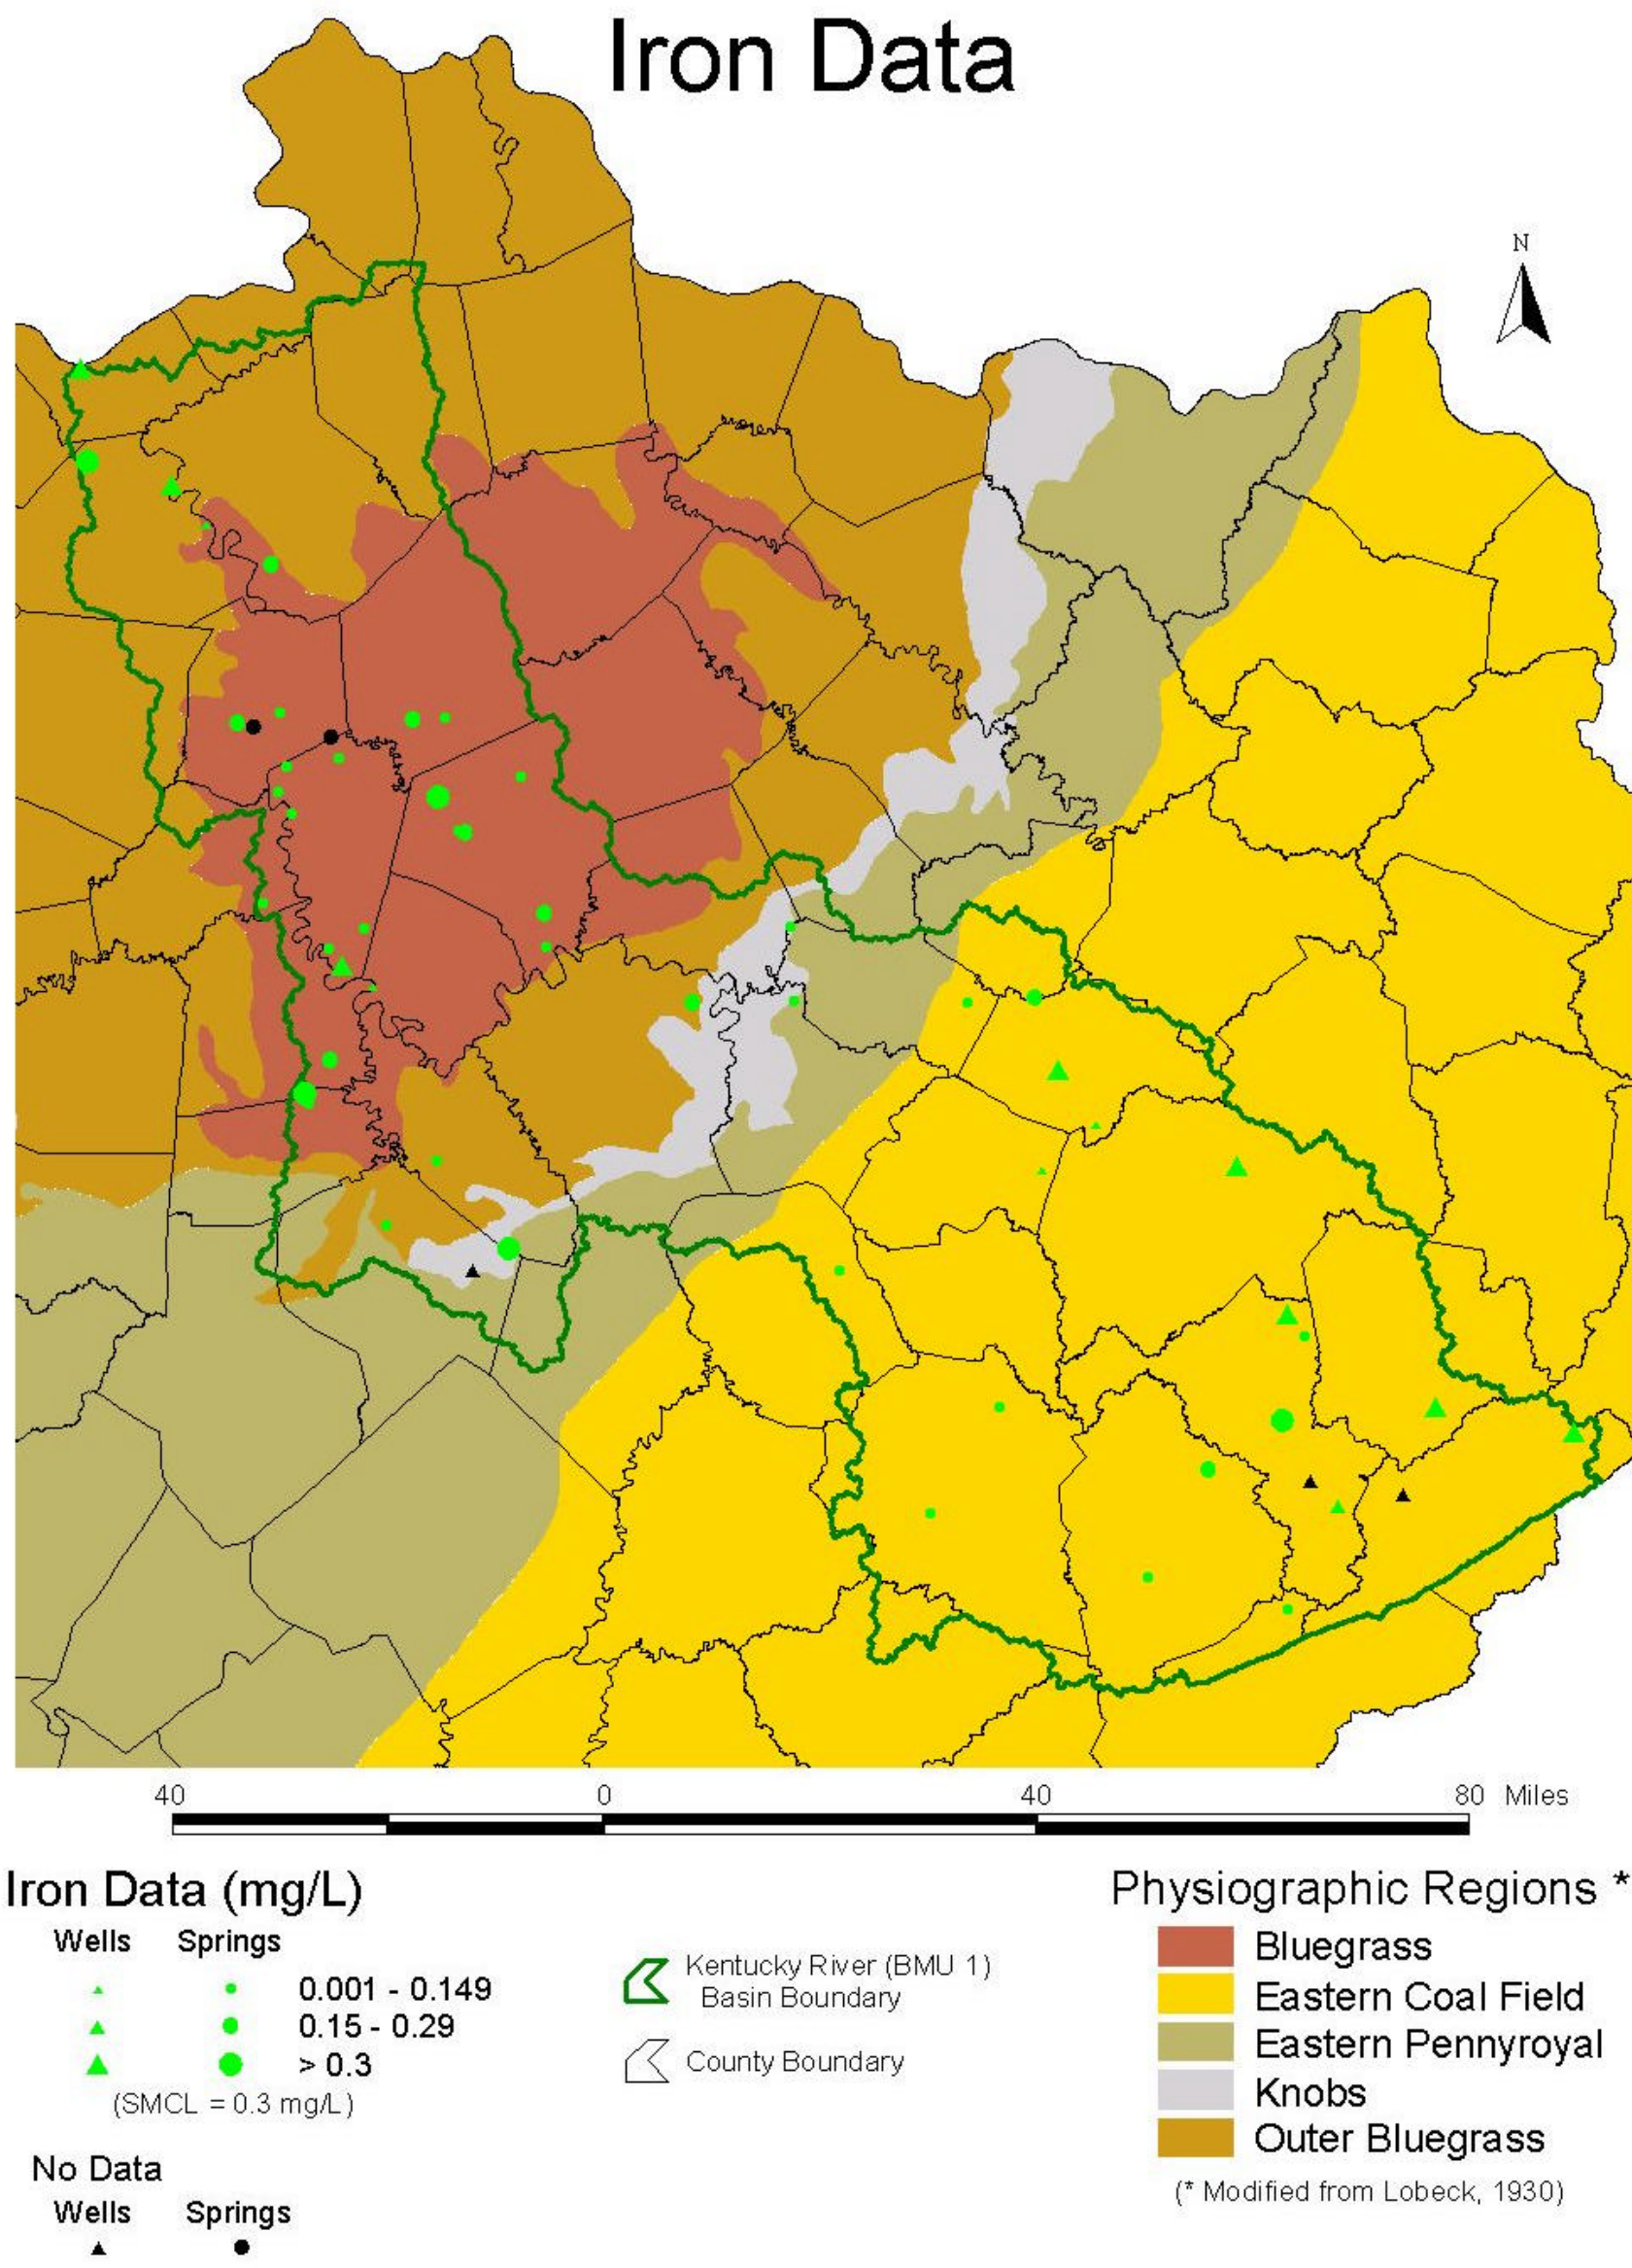 Iron Data
N
40 0 40 80 Miles
Iron Data (mg/L)
Wells Springs
0.001 - 0.149
0.15 - 0.29
> 0.3
(SMCL = 0.3 mg/L)
No Data
Wells Springs
Kentucky River (BMU 1)
Basin Boundary
County Boundary
Physiographic Regions *
Bluegrass
Eastern Coal Field
Eastern Pennyroyal
Knobs
Outer Bluegrass
(* Modified from Lobeck, 1930)